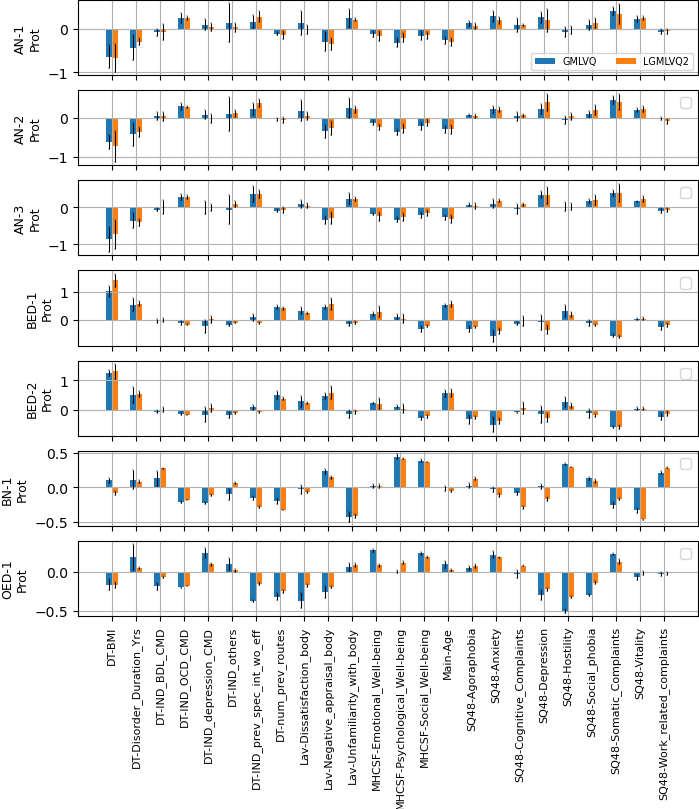 AN-1
Prot
0
−1
GMLVQ
LGMLVQ2
AN-2
Prot
0
−1
AN-3
Prot
0
−1
BED-1
Prot
1
0
BED-2
Prot
1
0
BN-1
Prot
0.5
0.0
−0.5
OED-1
Prot
0.0
−0.5
DT-BMI
DT-Disorder_Duration_Yrs
DT-IND_BDL_CMD
DT-IND_OCD_CMD
DT-IND_depression_CMD
DT-IND_others
DT-IND_prev_spec_int_wo_eff
DT-num_prev_routes
Lav-Dissatisfaction_body
Lav-Negative_appraisal_body
Lav-Unfamiliarity_with_body
MHCSF-Emotional_Well-being
MHCSF-Psychological_Well-being
MHCSF-Social_Well-being
Main-Age
SQ48-Agoraphobia
SQ48-Anxiety
SQ48-Cognitive_Complaints
SQ48-Depression
SQ48-Hostility
SQ48-Social_phobia
SQ48-Somatic_Complaints
SQ48-Vitality
SQ48-Work_related_complaints